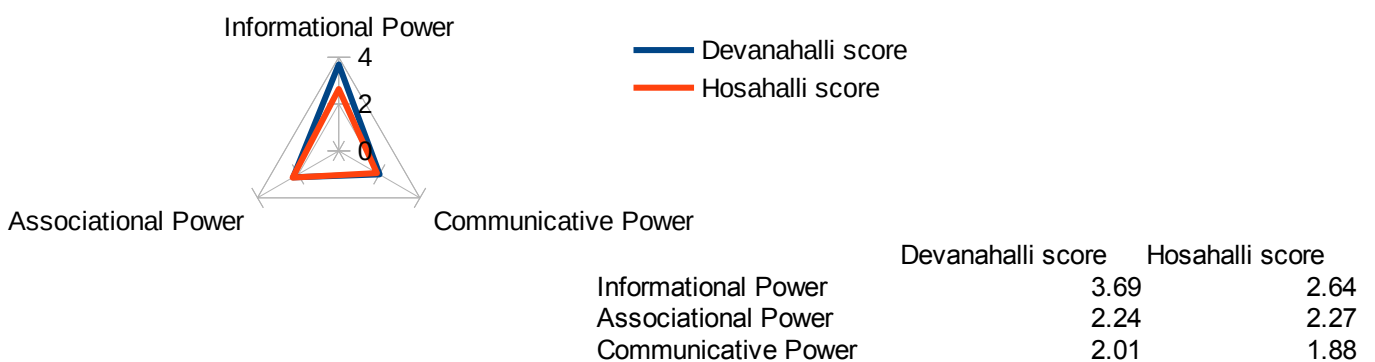 Informational Power
4
2
0
Associational Power
Communicative Power
Devanahalli score
Hosahalli score
Devanahalli score Hosahalli score
Informational Power 3.69 2.64
Associational Power 2.24 2.27
Communicative Power 2.01 1.88